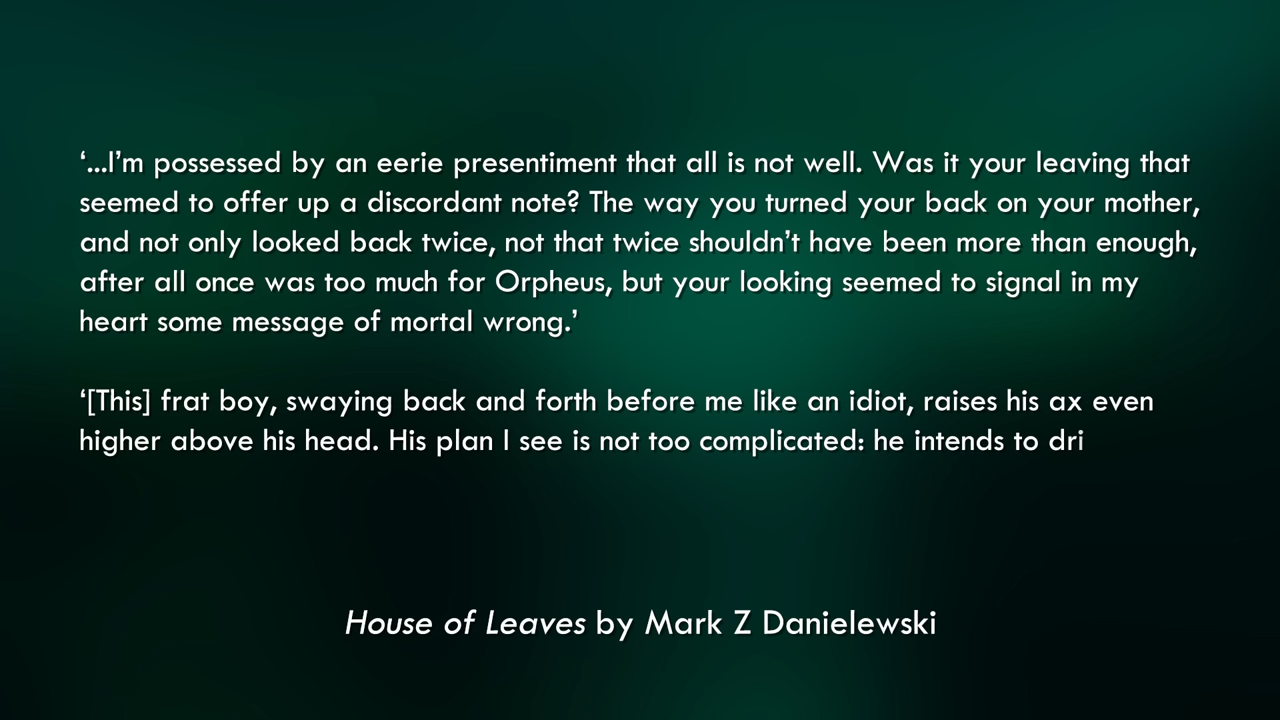 ‘...I’m possessed by an eerie presentiment that all is not well. Was it your leaving that
seemed to offer up a discordant note? The way you turned your back on your mother,
and not only looked back twice, not that twice shouldn’t have been more than enough,
after all once was too much for Orpheus, but your looking seemed to signal in my
heart some message of mortal wrong.’
‘[This] frat boy, swaying back and forth before me like an idiot, raises his ax even
higher above his head. His plan I see is not too complicated: he intends to dri
House of Leaves by Mark Z Danielewski